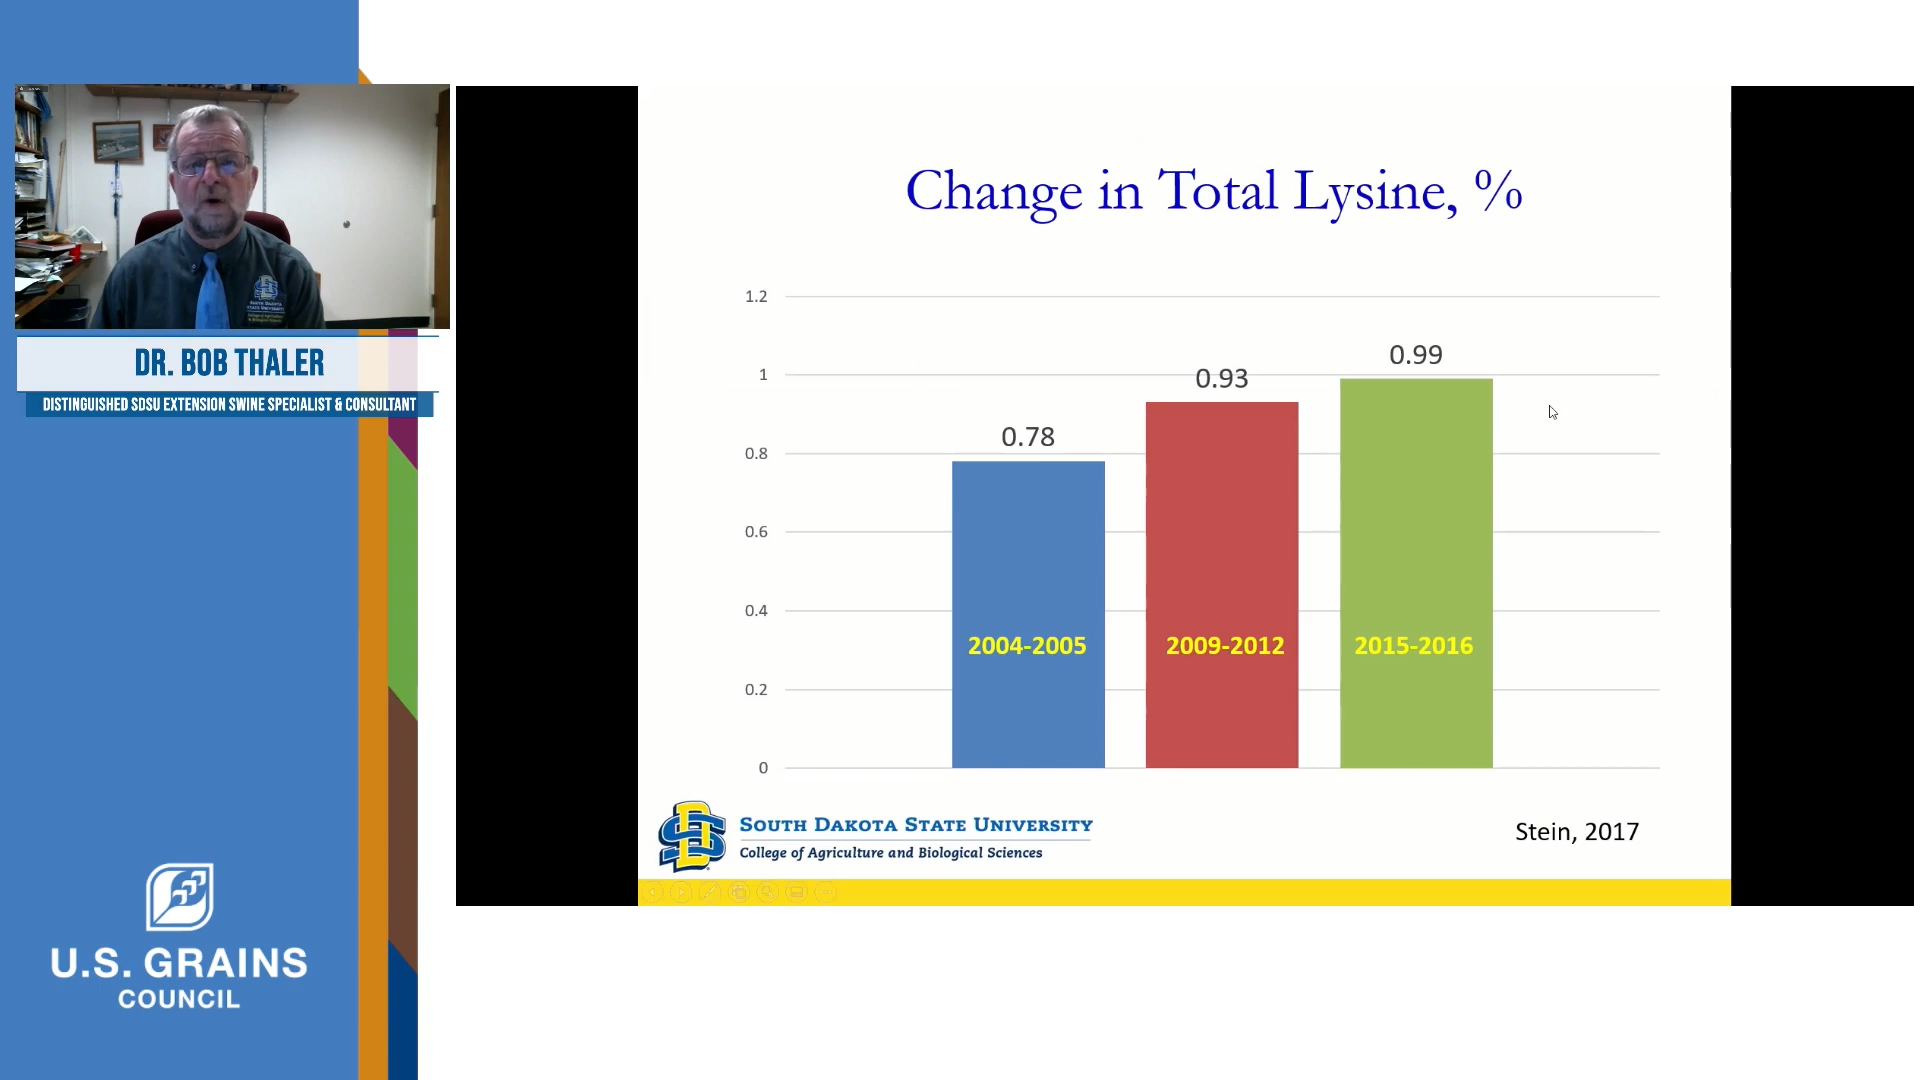 DR. BOB THALER
DISTINGUISHED SDSU EXTENSION SWINE SPECIALIST & CONSULTANT
U.S. GRAINS
COUNCIL
Change in Total Lysine, %
1.2
1
0.8
0.6
0.4
0.2
0
0.78
0.93
0.99
2004-2005
2009-2012
2015-2016
SOUTH DAKOTA STATE UNIVERSITY
College of Agriculture and Biological Sciences
Stein, 2017